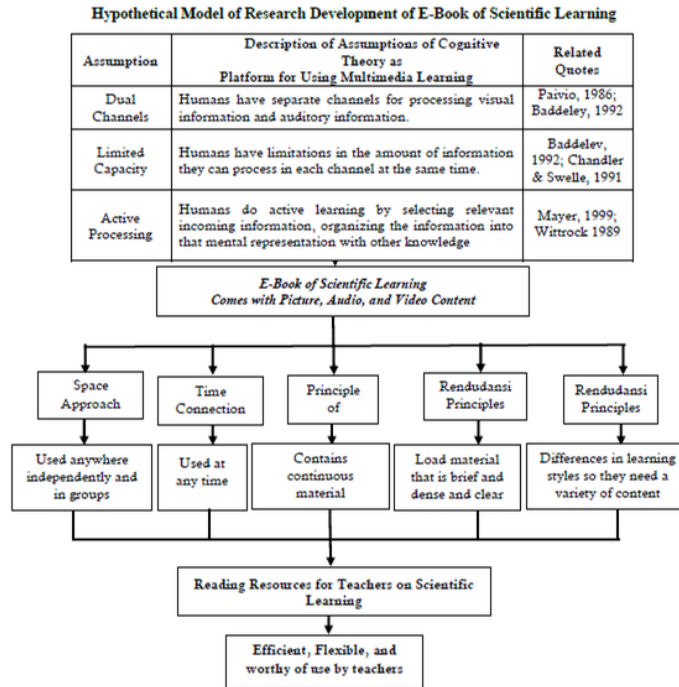 Hypothetical Model of Research Development of E-Book of Scientific Learning
Assumption
Description of Assumptions of Cognitive
Theory as
Platform for Using Multimedia Learning
Related
Quotes
Dual
Channels
Humans have separate channels for processing visual
information and auditory information.
Paivio, 1986;
Baddeley, 1992
Limited
Capacity
Humans have limitations in the amount of information
they can process in each channel at the same time.
Baddelev,
1992; Chandler
& Swelle, 1991
Active
Processing
Humans do active learning by selecting relevant
incoming information, organizing the information into
that mental representation with other knowledge
Mayer, 1999;
Wittrock 1989
E-Book of Scientific Learning
Comes with Picture, Audio, and Video Content
Space
Approach
Time
Connection
Principle
of
Rendudansi
Principles
Rendudansi
Principles
Used anywhere
independently and
in groups
Used at
any time
Contains
continuous
material
Load material
that is brief and
dense and clear
Differences in learning
styles so they need a
variety of content
Reading Resources for Teachers on Scientific
Learning
Efficient, Flexible, and
worthy of use by teachers